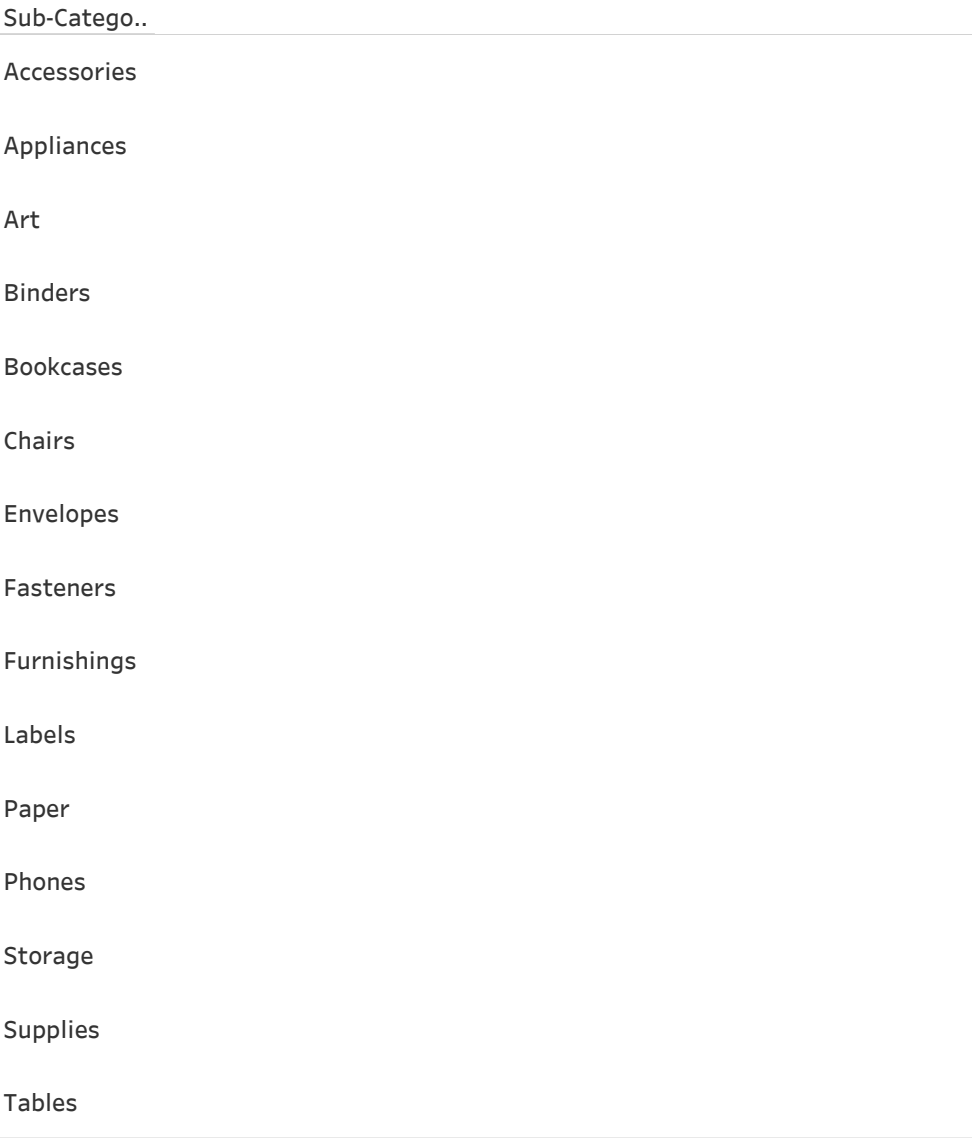 Sub-Catego..
Accessories
Appliances
Art
Binders
Bookcases
Chairs
Envelopes
Fasteners
Furnishings
Labels
Paper
Phones
Storage
Supplies
Tables